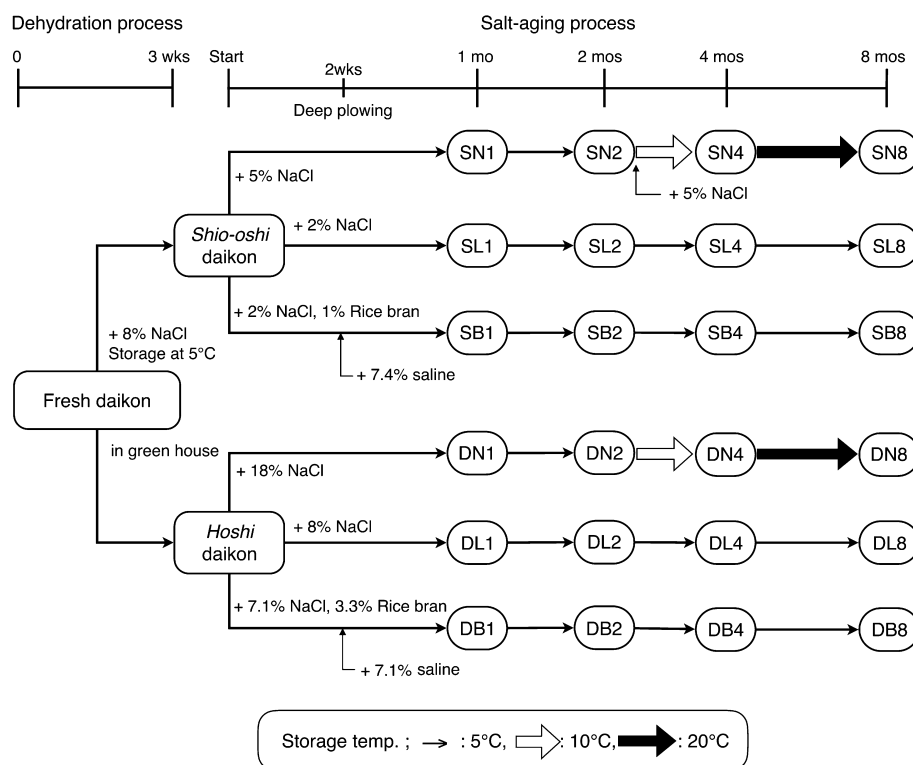 Dehydration process
Salt-aging process
0
3 wks
Start
2wks
1 mo
2 mos
4 mos
8 mos
Deep plowing
SN1
SN2
SN4
SN8
+ 5% NaCl
+ 5% NaCl
Shio-oshi
daikon
+ 2% NaCl
SL1
SL2
SL4
SL8
+ 2% NaCl, 1% Rice bran
SB1
SB2
SB4
SB8
+ 8% NaCl
Storage at 5°C
+ 7.4% saline
Fresh daikon
in green house
DN1
DN2
DN4
DN8
+ 18% NaCl
Hoshi
daikon
+ 8% NaCl
DL1
DL2
DL4
DL8
+ 7.1% NaCl, 3.3% Rice bran
DB1
DB2
DB4
DB8
+ 7.1% saline
Storage temp. ; : 5°C, : 10°C, : 20°C